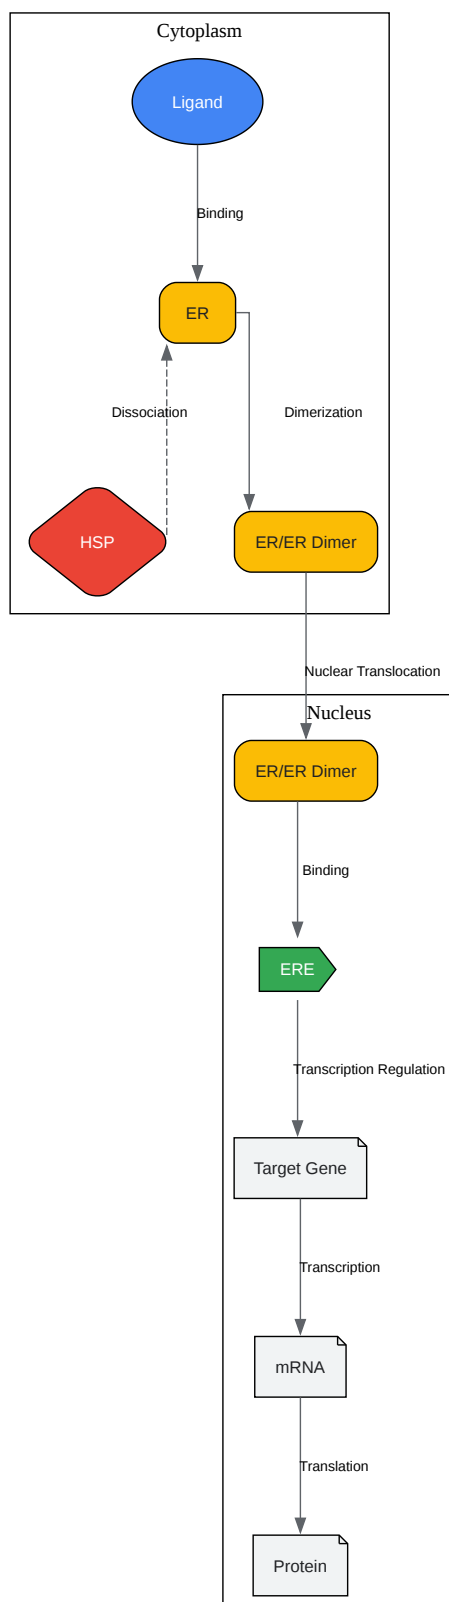 Cytoplasm
Ligand
Binding
ER
Dissociation
Dimerization
HSP
ER/ER Dimer
Nuclear Translocation
Nucleus
ER/ER Dimer
Binding
ERE
Transcription Regulation
Target Gene
Transcription
mRNA
Translation
Protein